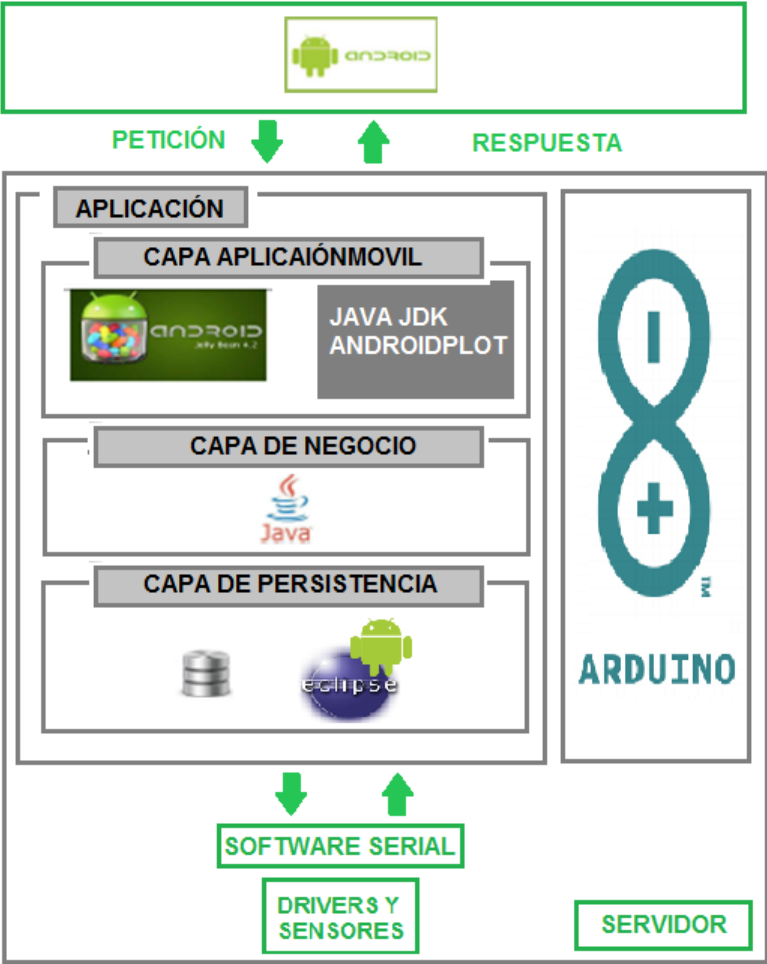 ANDROID
PETICIÓN
RESPUESTA
APLICACIÓN
CAPA APLICAIÓNMOVIL
ANDROID
Jelly Bean 4.2
JAVA JDK
ANDROIDPLOT
CAPA DE NEGOCIO
Java
CAPA DE PERSISTENCIA
eclipse
TM
ARDUINO
SOFTWARE SERIAL
DRIVERS Y
SENSORES
SERVIDOR